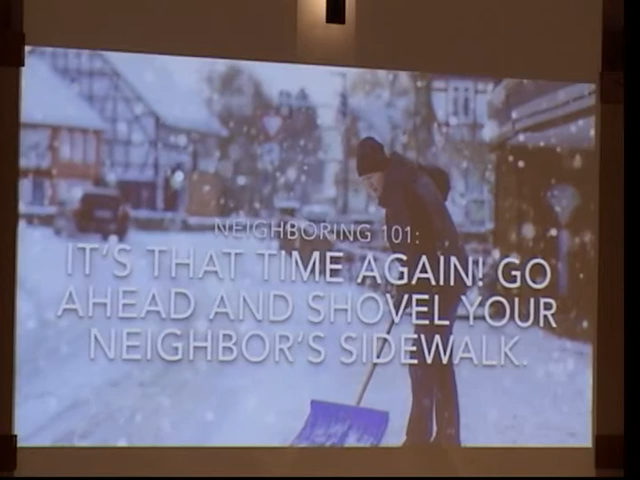 NEIGHBORING 101:
IT'S THAT TIME AGAIN! GO
AHEAD AND SHOVEL YOUR
NEIGHBOR'S SIDEWALK.